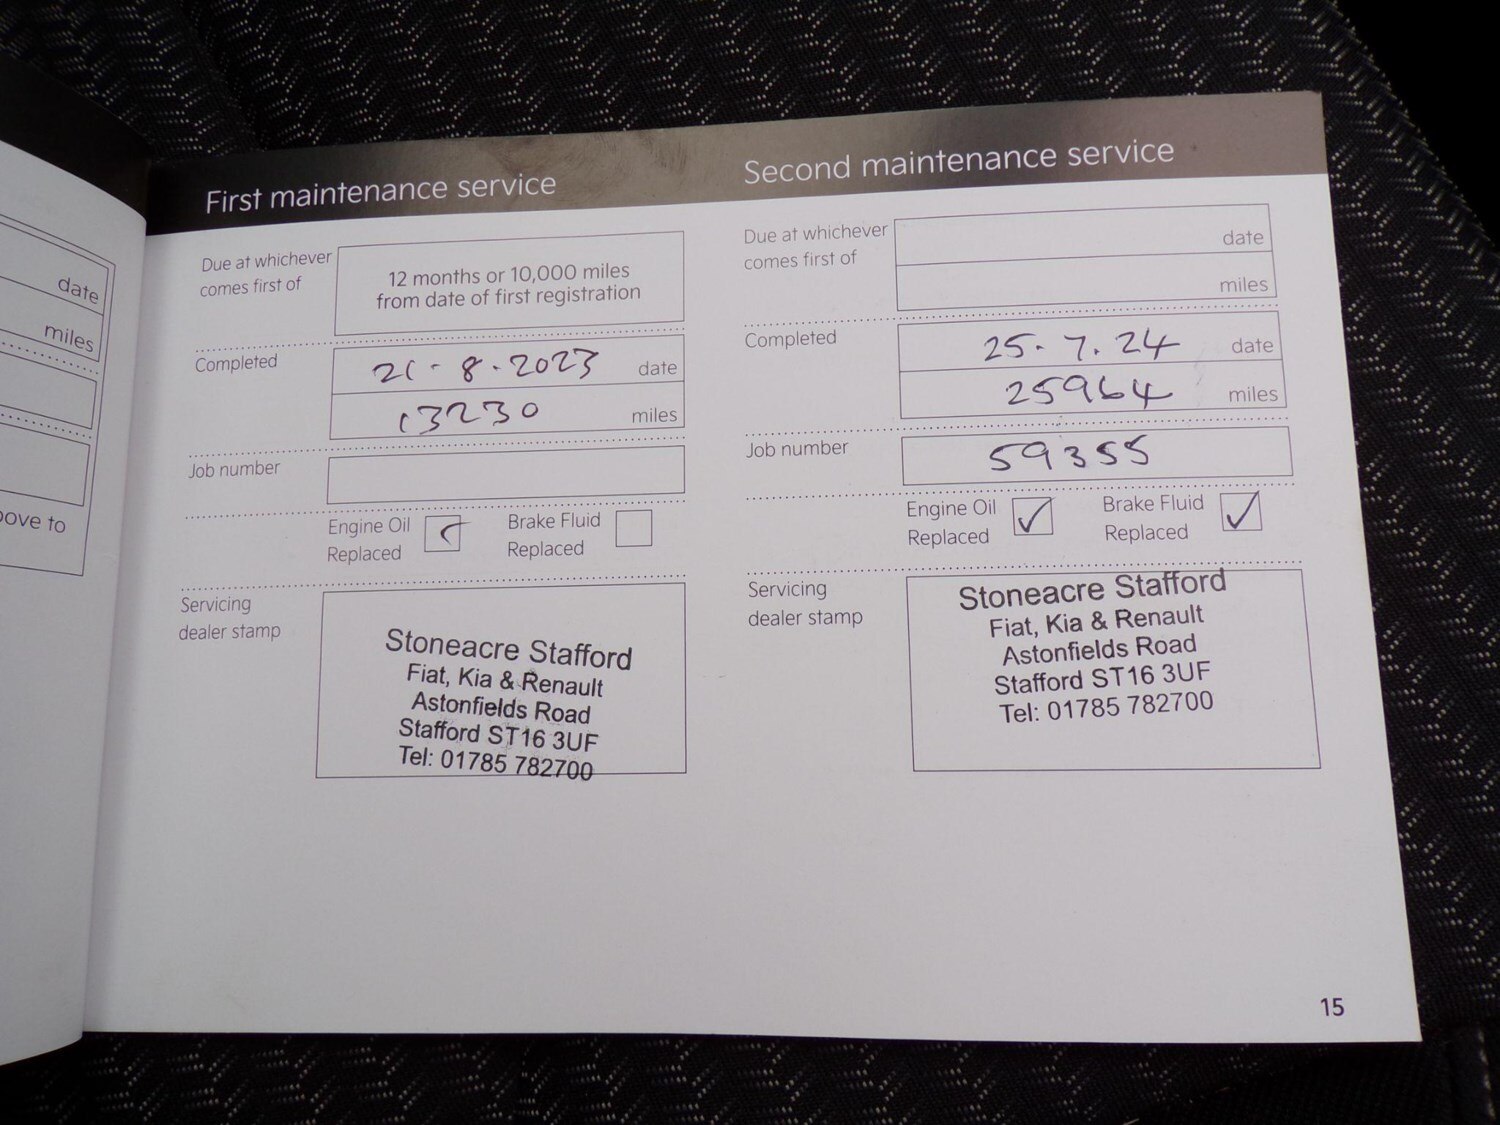 date
miles
ove to
First maintenance service
Due at whichever
comes first of
12 months or 10,000 miles
from date of first registration
Completed
21-8.2023 date
13230 miles
Job number
Engine Oil
Replaced
Brake Fluid
Replaced
Servicing
dealer stamp
Stoneacre Stafford
Fiat, Kia & Renault
Astonfields Road
Stafford ST16 3UF
Tel: 01785 782700
Second maintenance service
Due at whichever
comes first of
date
miles
Completed
25.7.24 date
25964 miles
Job number
59355
Engine Oil
Replaced
Brake Fluid
Replaced
Servicing
dealer stamp
Stoneacre Stafford
Fiat, Kia & Renault
Astonfields Road
Stafford ST16 3UF
Tel: 01785 782700
15